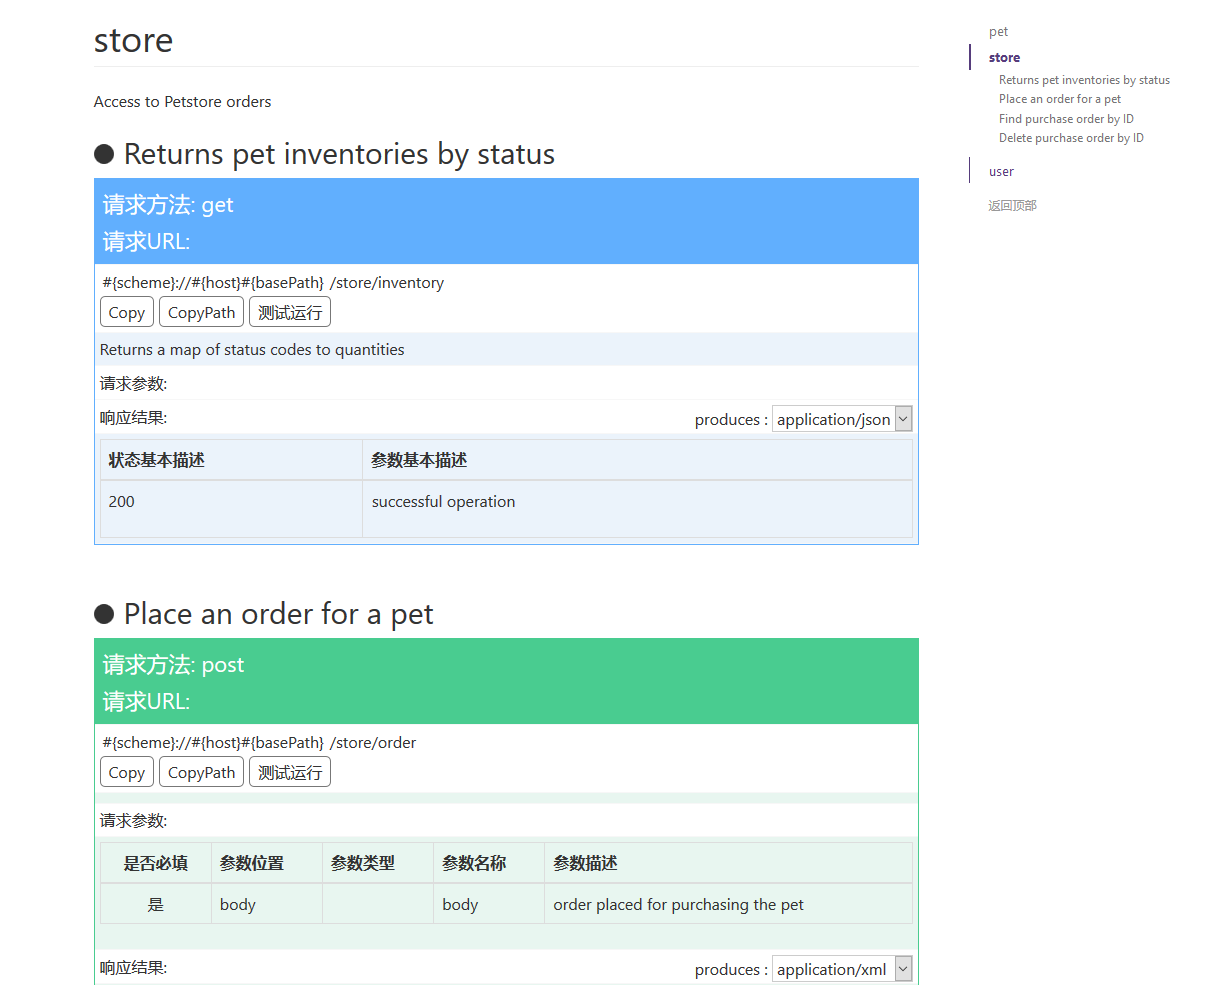 store
Access to Petstore orders
Returns pet inventories by status
请求方法: get
请求URL:
#{scheme}://#{host}#{basePath} /store/inventory
Copy CopyPath 测试运行
Returns a map of status codes to quantities
请求参数:
响应结果: produces : application/json
状态基本描述 参数基本描述
200 successful operation
Place an order for a pet
请求方法: post
请求URL:
#{scheme}://#{host}#{basePath} /store/order
Copy CopyPath 测试运行
请求参数:
是否必填 参数位置 参数类型 参数名称 参数描述
是 body body order placed for purchasing the pet
响应结果: produces : application/xml
pet
store
Returns pet inventories by status
Place an order for a pet
Find purchase order by ID
Delete purchase order by ID
user
返回顶部